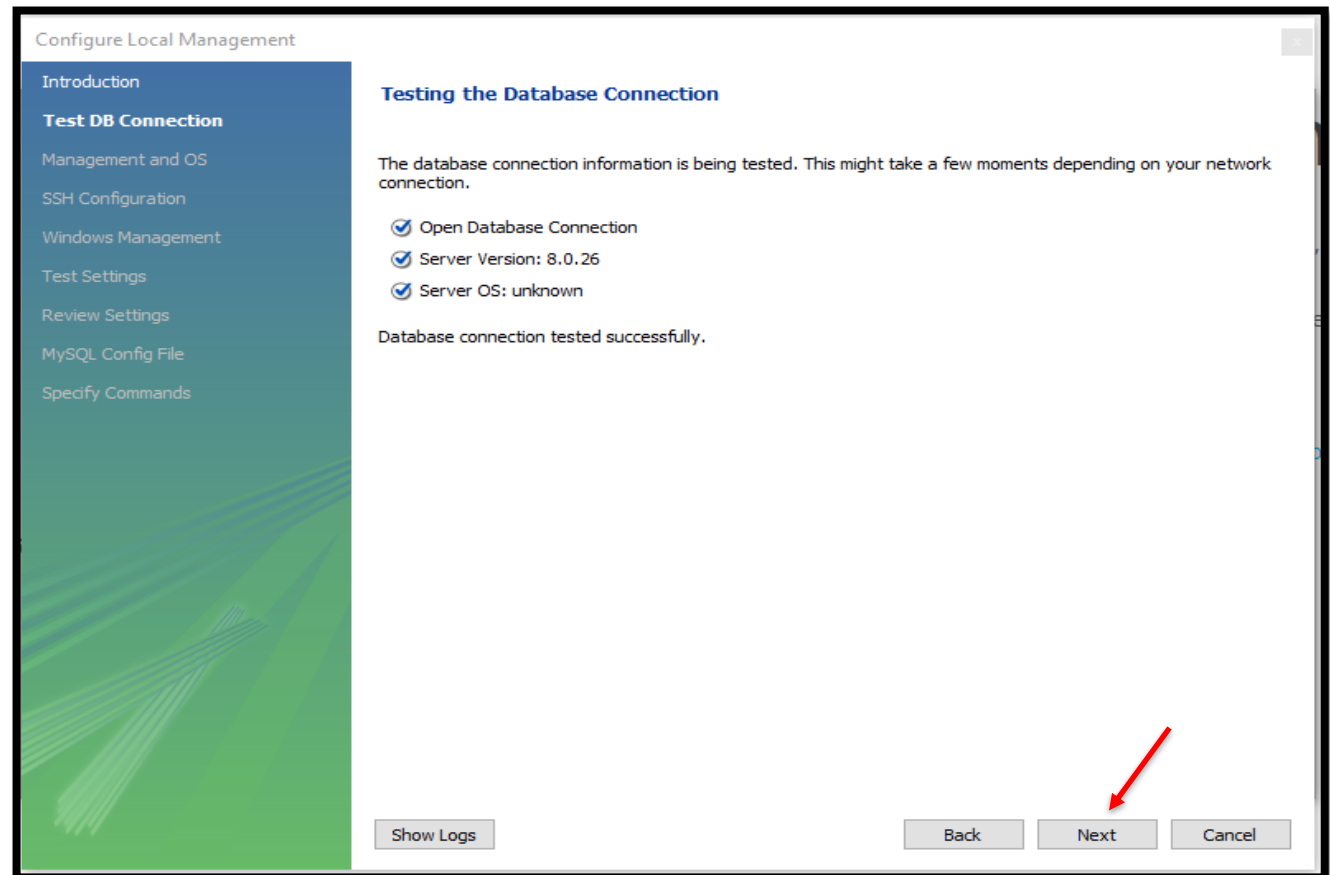 Configure Local Management
x
Introduction
Test DB Connection
Management and OS
SSH Configuration
Windows Management
Test Settings
Review Settings
MySQL Config File
Specify Commands
Testing the Database Connection
The database connection information is being tested. This might take a few moments depending on your network
connection.
Open Database Connection
Server Version: 8.0.26
Server OS: unknown
Database connection tested successfully.
Show Logs
Back
Next
Cancel